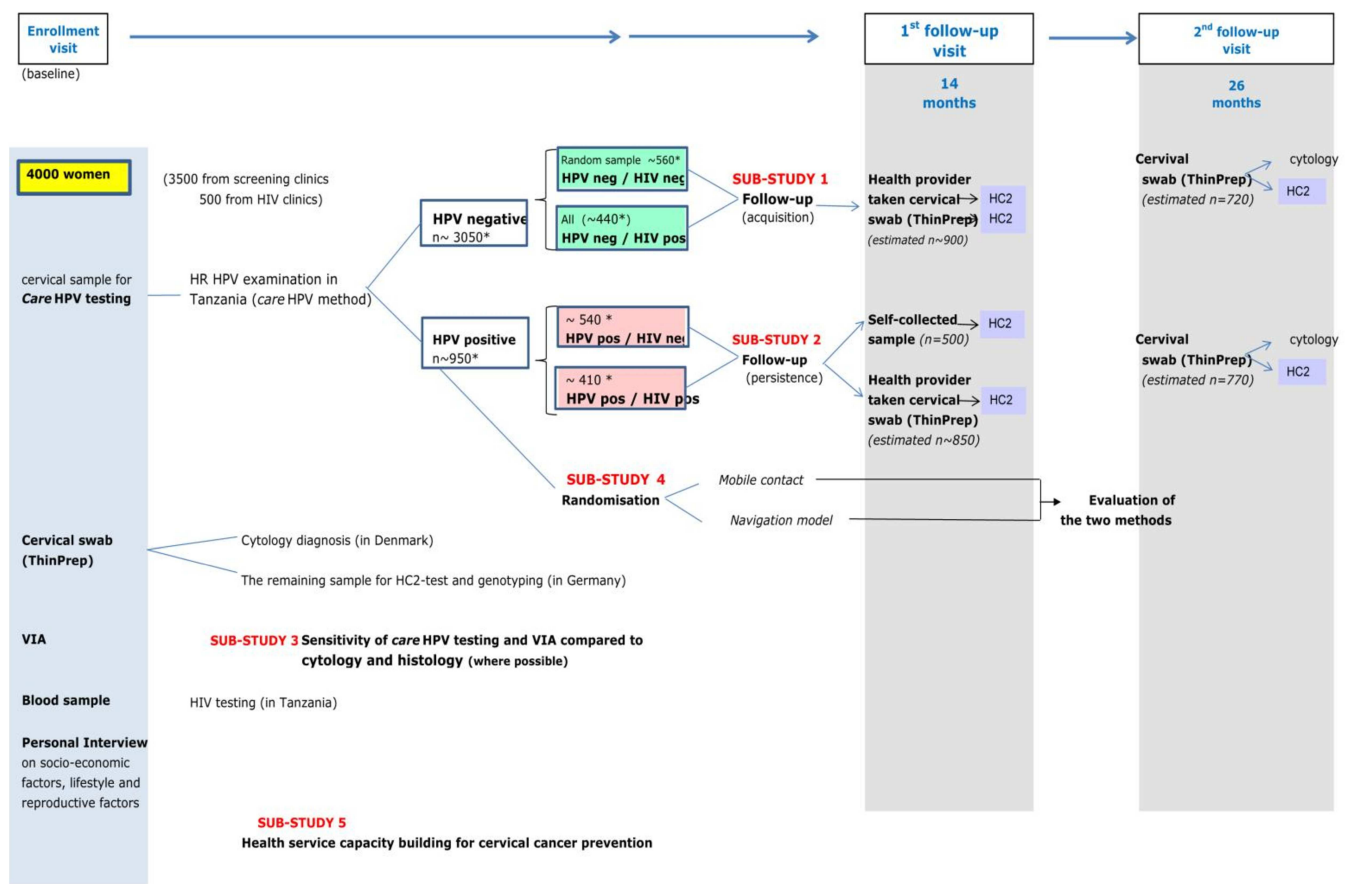 Enrollment
visit
(baseline)
1st follow-up
visit
2nd follow-up
visit
14
months
26
months
4000 women
(3500 from screening clinics
500 from HIV clinics)
cervical sample for
Care HPV testing
HR HPV examination in
Tanzania (care HPV method)
HPV negative
n~ 3050*
HPV positive
n~950*
Random sample ~560*
HPV neg / HIV neg
All (~440*)
HPV neg / HIV pos
~ 540 *
HPV pos / HIV neg
~ 410 *
HPV pos / HIV pos
SUB-STUDY 1
Follow-up
(acquisition)
SUB-STUDY 2
Follow-up
(persistence)
Health provider
taken cervical
swab (ThinPrep)
(estimated n~900)
HC2
HC2
Self-collected
sample (n=500)
HC2
Health provider
taken cervical
swab (ThinPrep)
(estimated n~850)
HC2
Cervival
swab (ThinPrep)
(estimated n=720)
cytology
HC2
Cervival
swab (ThinPrep)
(estimated n=770)
cytology
HC2
SUB-STUDY 4
Randomisation
Mobile contact
Navigation model
Evaluation of
the two methods
Cervical swab
(ThinPrep)
Cytology diagnosis (in Denmark)
The remaining sample for HC2-test and genotyping (in Germany)
VIA
SUB-STUDY 3 Sensitivity of care HPV testing and VIA compared to
cytology and histology (where possible)
Blood sample
HIV testing (in Tanzania)
Personal Interview
on socio-economic
factors, lifestyle and
reproductive factors
SUB-STUDY 5
Health service capacity building for cervical cancer prevention